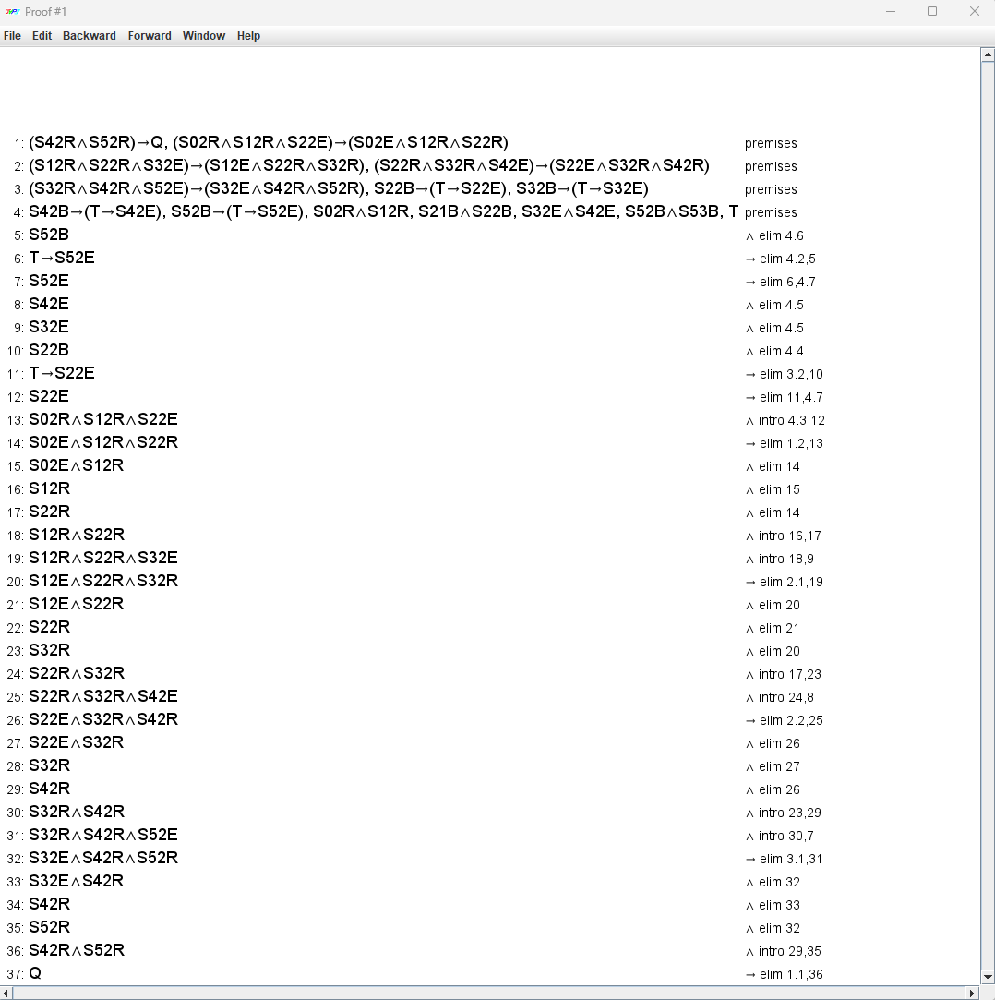 Proof #1
File Edit Backward Forward Window Help
1: (S42R∧S52R)→Q, (S02R∧S12R∧S22E)→(S02E∧S12R∧S22R) premises
2: (S12R∧S22R∧S32E)→(S12E∧S22R∧S32R), (S22R∧S32R∧S42E)→(S22E∧S32R∧S42R) premises
3: (S32R∧S42R∧S52E)→(S32E∧S42R∧S52R), S22B→(T→S22E), S32B→(T→S32E) premises
4: S42B→(T→S42E), S52B→(T→S52E), S02R∧S12R, S21B∧S22B, S32E∧S42E, S52B∧S53B, T premises
5: S52B ∧ elim 4.6
6: T→S52E → elim 4.2,5
7: S52E → elim 6,4.7
8: S42E ∧ elim 4.5
9: S32E ∧ elim 4.5
10: S22B ∧ elim 4.4
11: T→S22E → elim 3.2,10
12: S22E → elim 11,4.7
13: S02R∧S12R∧S22E ∧ intro 4.3,12
14: S02E∧S12R∧S22R → elim 1.2,13
15: S02E∧S12R ∧ elim 14
16: S12R ∧ elim 15
17: S22R ∧ elim 14
18: S12R∧S22R ∧ intro 16,17
19: S12R∧S22R∧S32E ∧ intro 18,9
20: S12E∧S22R∧S32R → elim 2.1,19
21: S12E∧S22R ∧ elim 20
22: S22R ∧ elim 21
23: S32R ∧ elim 20
24: S22R∧S32R ∧ intro 17,23
25: S22R∧S32R∧S42E ∧ intro 24,8
26: S22E∧S32R∧S42R → elim 2.2,25
27: S22E∧S32R ∧ elim 26
28: S32R ∧ elim 27
29: S42R ∧ elim 26
30: S32R∧S42R ∧ intro 23,29
31: S32R∧S42R∧S52E ∧ intro 30,7
32: S32E∧S42R∧S52R → elim 3.1,31
33: S32E∧S42R ∧ elim 32
34: S42R ∧ elim 33
35: S52R ∧ elim 32
36: S42R∧S52R ∧ intro 29,35
37: Q → elim 1.1,36